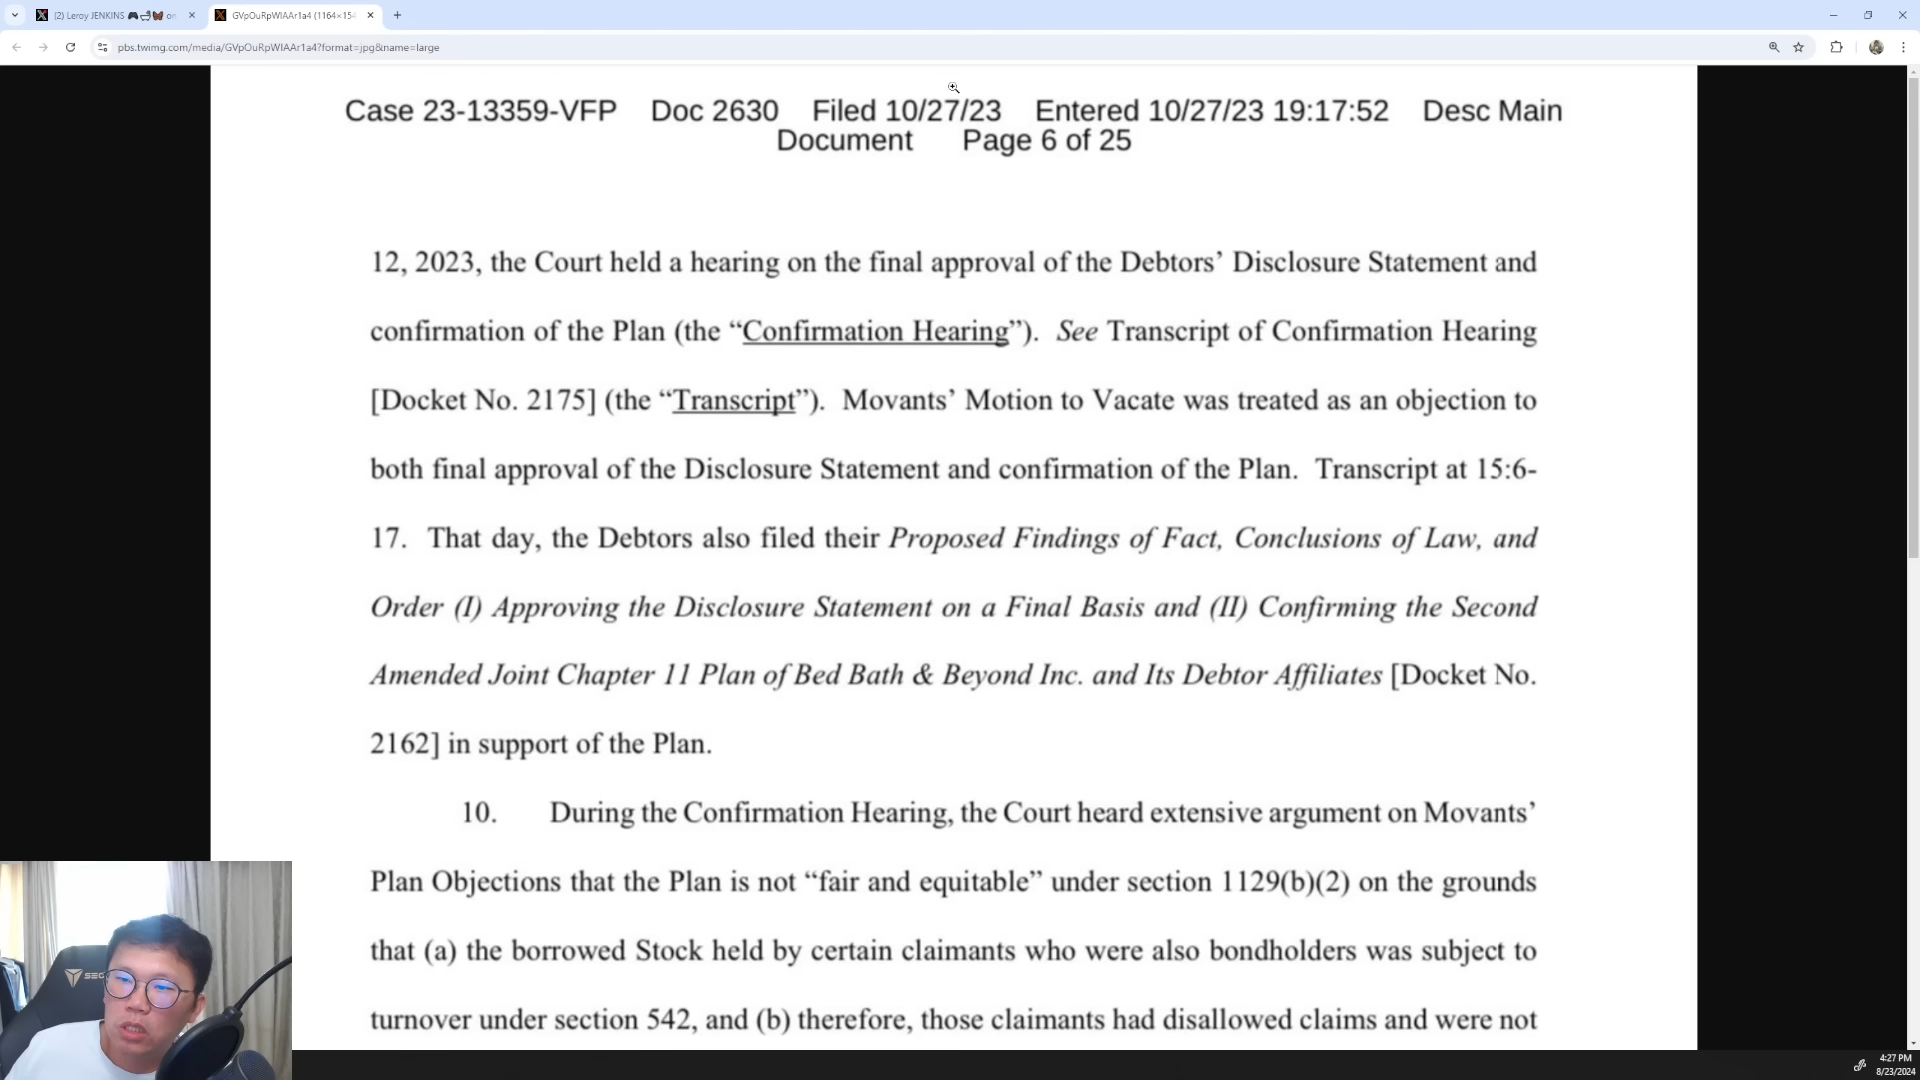 (2) Leroy JENKINS 🎮🛁🦋 on
GVpOuRpWIAAr1a4 (1164×154
pbs.twimg.com/media/GVpOuRpWIAAr1a4?format=jpg&name=large
Case 23-13359-VFP Doc 2630 Filed 10/27/23 Entered 10/27/23 19:17:52 Desc Main
Document Page 6 of 25
12, 2023, the Court held a hearing on the final approval of the Debtors’ Disclosure Statement and
confirmation of the Plan (the “Confirmation Hearing”). See Transcript of Confirmation Hearing
[Docket No. 2175] (the “Transcript”). Movants’ Motion to Vacate was treated as an objection to
both final approval of the Disclosure Statement and confirmation of the Plan. Transcript at 15:6-
17. That day, the Debtors also filed their Proposed Findings of Fact, Conclusions of Law, and
Order (I) Approving the Disclosure Statement on a Final Basis and (II) Confirming the Second
Amended Joint Chapter 11 Plan of Bed Bath & Beyond Inc. and Its Debtor Affiliates [Docket No.
2162] in support of the Plan.
10. During the Confirmation Hearing, the Court heard extensive argument on Movants’
Plan Objections that the Plan is not “fair and equitable” under section 1129(b)(2) on the grounds
that (a) the borrowed Stock held by certain claimants who were also bondholders was subject to
turnover under section 542, and (b) therefore, those claimants had disallowed claims and were not
4:27 PM
8/23/2024